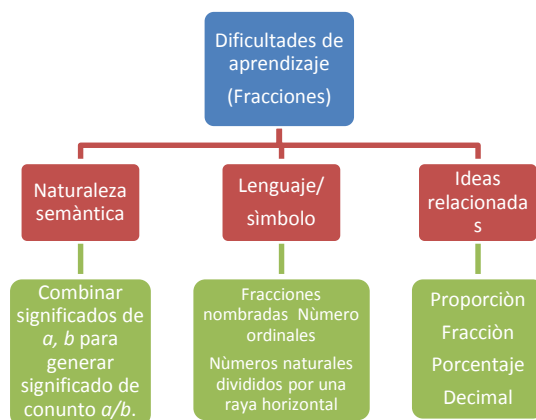 Dificultades de
aprendizaje
(Fracciones)
Naturaleza
semàntica
Lenguaje/
sìmbolo
Ideas
relacionada
s
Combinar
significados de
a, b para
generar
significado de
conunto a/b.
Fracciones
nombradas Nùmero
ordinales
Nùmeros naturales
divididos por una
raya horizontal
Proporciòn
Fracciòn
Porcentaje
Decimal